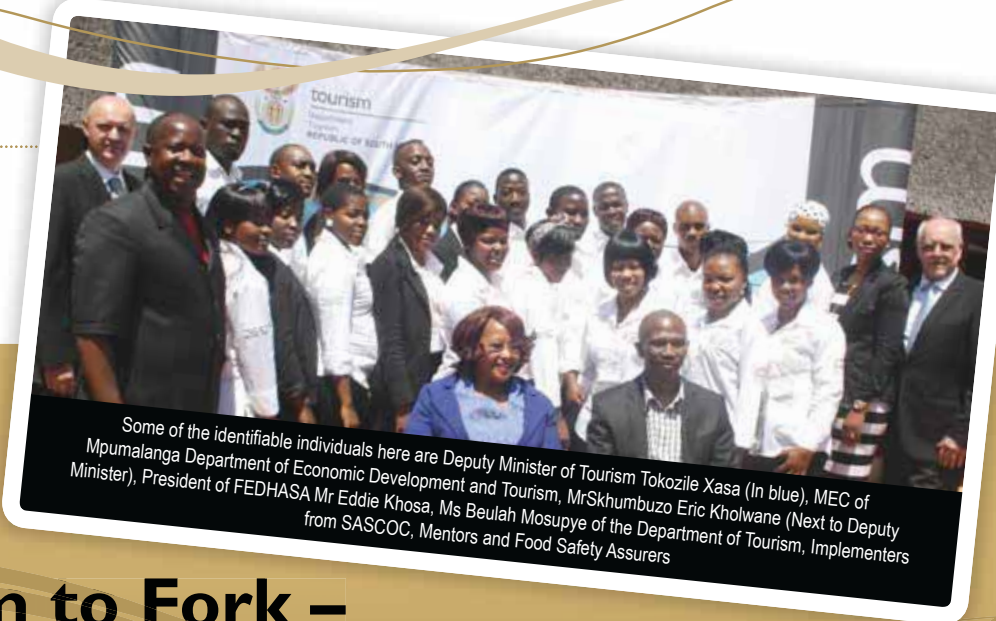 tourism
Department
Tourism
REPUBLIC OF SOUTH
Some of the identifiable individuals here are Deputy Minister of Tourism Tokozile Xasa (In blue), MEC of
Mpumalanga Department of Economic Development and Tourism, MrSkhumbuzo Eric Kholwane (Next to Deputy
Minister), President of FEDHASA Mr Eddie Khosa, Ms Beulah Mosupye of the Department of Tourism, Implementers
from SASCOC, Mentors and Food Safety Assurers
n to Fork –